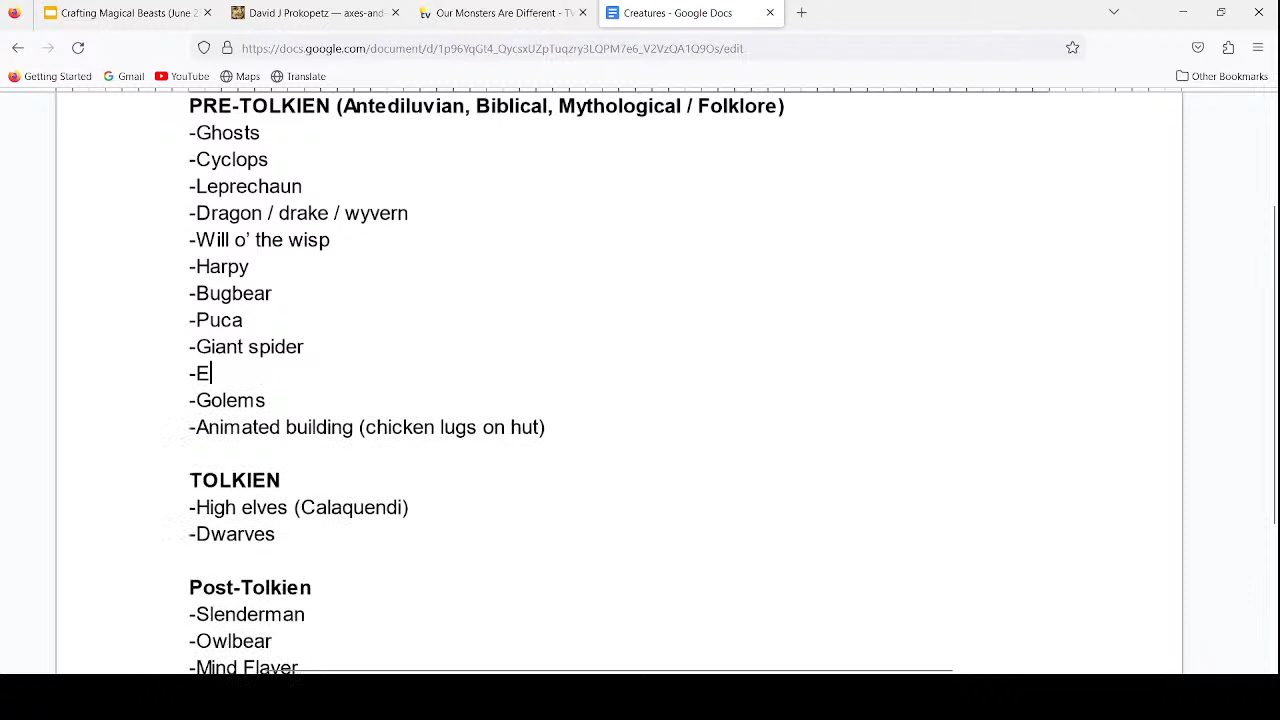 Crafting Magical Beasts (June 2
David J Prokopetz — axes-and-
Our Monsters Are Different - TV
Creatures - Google Docs
https://docs.google.com/document/d/1p96YqOi4_QycsxUZpTuqzry3LQPM7e6_V2VzQA1Q9Os/edit
Getting Started Gmail YouTube Maps Translate Other Bookmarks
PRE-TOLKIEN (Antediluvian, Biblical, Mythological / Folklore)
-Ghosts
-Cyclops
-Leprechaun
-Dragon / drake / wyvern
-Will o’ the wisp
-Harpy
-Bugbear
-Puca
-Giant spider
-E
-Golems
-Animated building (chicken lugs on hut)
TOLKIEN
-High elves (Calaquendi)
-Dwarves
Post-Tolkien
-Slenderman
-Owlbear
-Mind Flayer